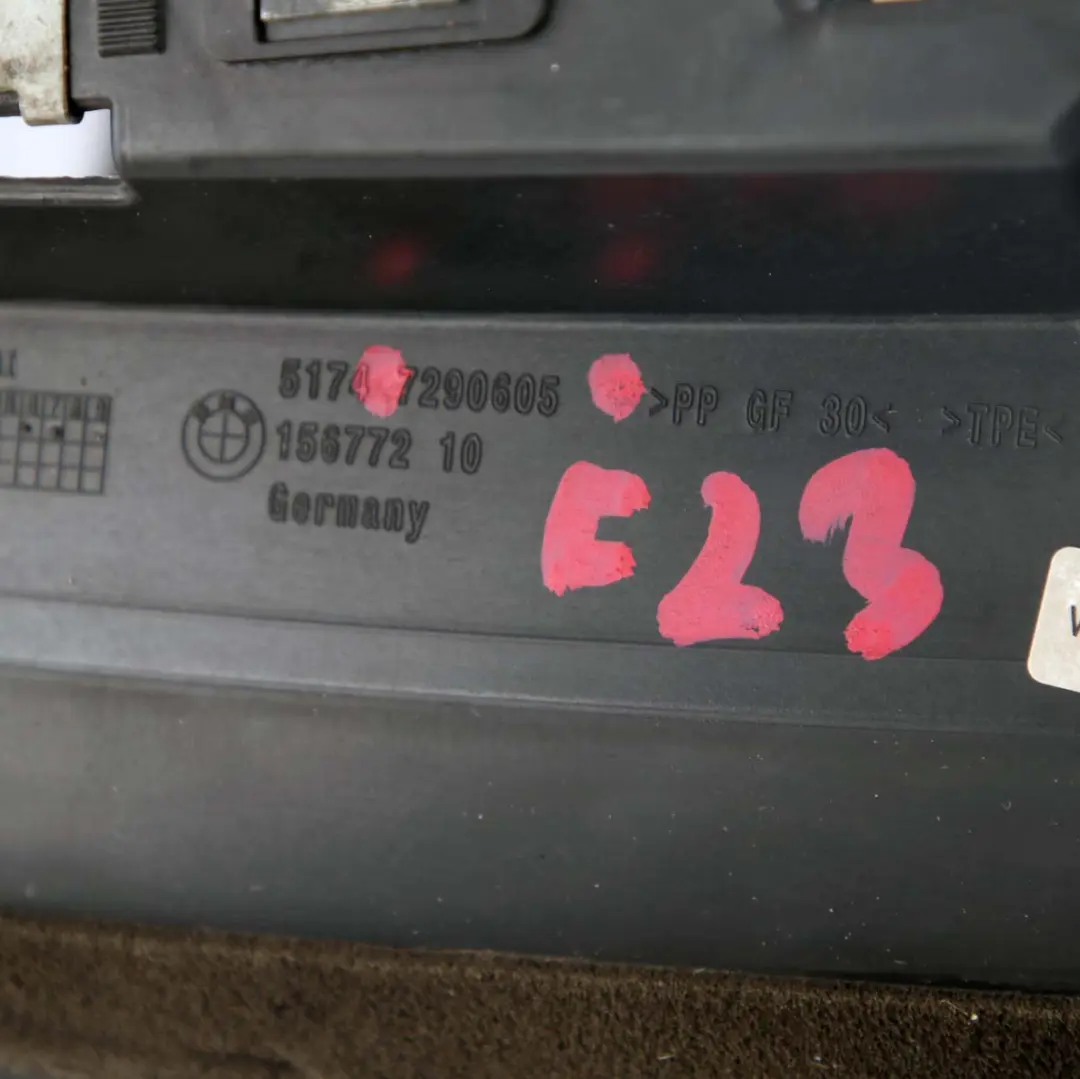 5174 7290605 >PP GF 30< >TPE<
156772 10
Germany
E23